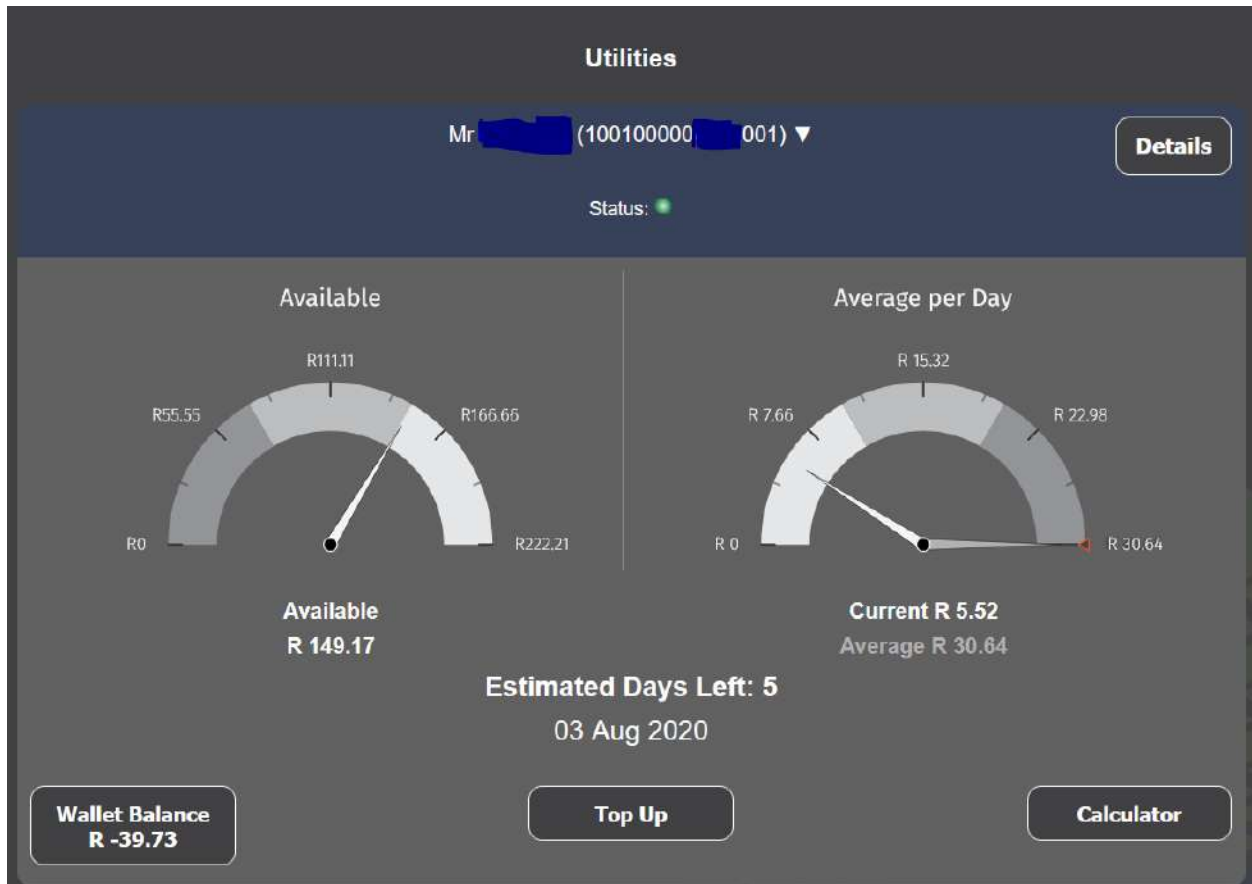 Utilities
Mr (100100000 001) ▼
Details
Status:
Available
R0
R55.55
R111.11
R166.66
R222.21
Available
R 149.17
Average per Day
R 0
R 7.66
R 15.32
R 22.98
R 30.64
Current R 5.52
Average R 30.64
Estimated Days Left: 5
03 Aug 2020
Wallet Balance
R -39.73
Top Up
Calculator